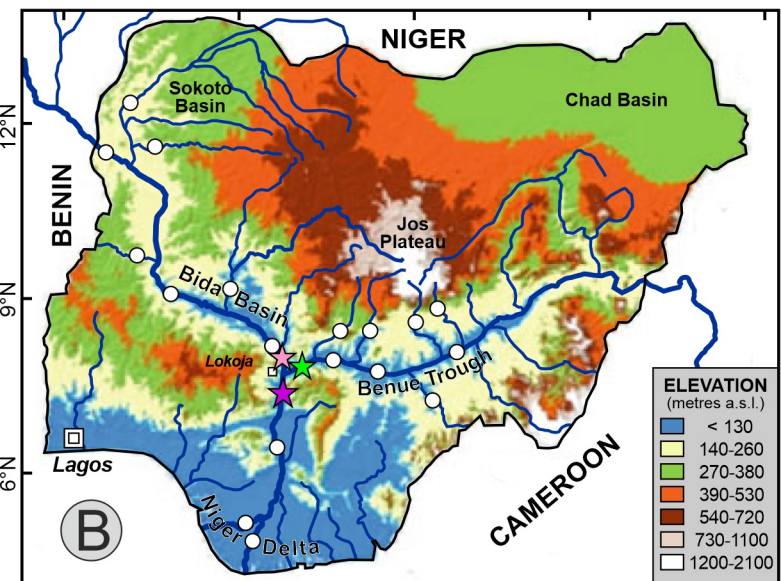 NIGER
Sokoto
Basin
Chad Basin
12°N
BENIN
Jos
Plateau
Bida Basin
9°N
Lokoja
Benue Trough
ELEVATION
(metres a.s.l.)
< 130
140-260
270-380
390-530
540-720
730-1100
1200-2100
Lagos
6°N
CAMEROON
B
Niger
Delta